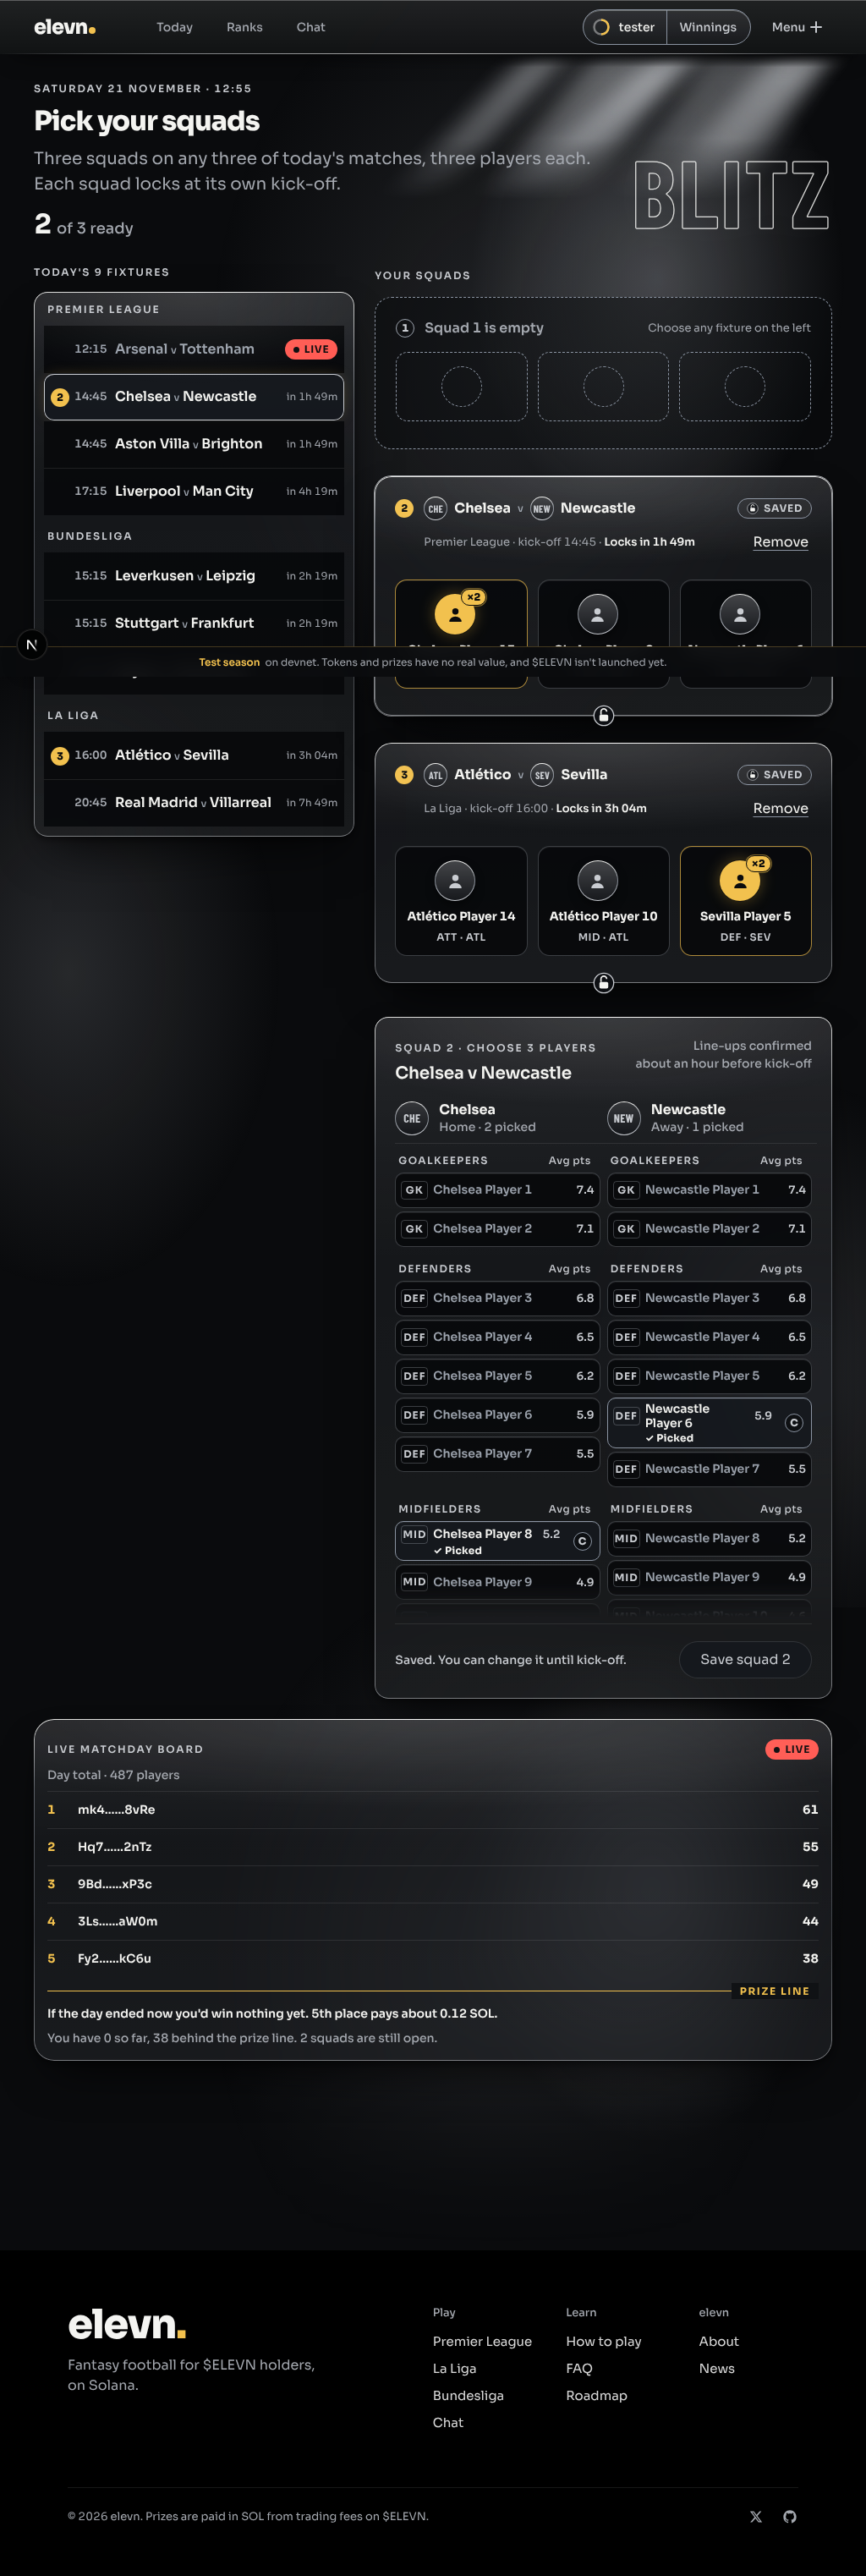 elevn.
Today Ranks Chat
tester Winnings Menu
SATURDAY 21 NOVEMBER · 12:55
Pick your squads
Three squads on any three of today's matches, three players each.
Each squad locks at its own kick-off.
BLITZ
2 of 3 ready
TODAY'S 9 FIXTURES
PREMIER LEAGUE
12:15 Arsenal v Tottenham LIVE
2 14:45 Chelsea v Newcastle in 1h 49m
14:45 Aston Villa v Brighton in 1h 49m
17:15 Liverpool v Man City in 4h 19m
BUNDESLIGA
15:15 Leverkusen v Leipzig in 2h 19m
15:15 Stuttgart v Frankfurt in 2h 19m
LA LIGA
3 16:00 Atlético v Sevilla in 3h 04m
20:45 Real Madrid v Villarreal in 7h 49m
YOUR SQUADS
1 Squad 1 is empty Choose any fixture on the left
2 CHE Chelsea v NEW Newcastle SAVED
Premier League · kick-off 14:45 · Locks in 1h 49m Remove
×2
N
Test season on devnet. Tokens and prizes have no real value, and $ELEVN isn't launched yet.
3 ATL Atlético v SEV Sevilla SAVED
La Liga · kick-off 16:00 · Locks in 3h 04m Remove
×2
Atlético Player 14 Atlético Player 10 Sevilla Player 5
ATT · ATL MID · ATL DEF · SEV
SQUAD 2 · CHOOSE 3 PLAYERS
Chelsea v Newcastle
Line-ups confirmed
about an hour before kick-off
CHE Chelsea
Home · 2 picked
NEW Newcastle
Away · 1 picked
GOALKEEPERS Avg pts GOALKEEPERS Avg pts
GK Chelsea Player 1 7.4 GK Newcastle Player 1 7.4
GK Chelsea Player 2 7.1 GK Newcastle Player 2 7.1
DEFENDERS Avg pts DEFENDERS Avg pts
DEF Chelsea Player 3 6.8 DEF Newcastle Player 3 6.8
DEF Chelsea Player 4 6.5 DEF Newcastle Player 4 6.5
DEF Chelsea Player 5 6.2 DEF Newcastle Player 5 6.2
DEF Chelsea Player 6 5.9 DEF Newcastle Player 6 5.9 C
✓ Picked
DEF Chelsea Player 7 5.5 DEF Newcastle Player 7 5.5
MIDFIELDERS Avg pts MIDFIELDERS Avg pts
MID Chelsea Player 8 5.2 C MID Newcastle Player 8 5.2
✓ Picked
MID Chelsea Player 9 4.9 MID Newcastle Player 9 4.9
Saved. You can change it until kick-off. Save squad 2
LIVE MATCHDAY BOARD LIVE
Day total · 487 players
1 mk4......8vRe 61
2 Hq7......2nTz 55
3 9Bd......xP3c 49
4 3Ls......aW0m 44
5 Fy2......kC6u 38
PRIZE LINE
If the day ended now you'd win nothing yet. 5th place pays about 0.12 SOL.
You have 0 so far, 38 behind the prize line. 2 squads are still open.
elevn.
Fantasy football for $ELEVN holders,
on Solana.
Play
Premier League
La Liga
Bundesliga
Chat
Learn
How to play
FAQ
Roadmap
elevn
About
News
© 2026 elevn. Prizes are paid in SOL from trading fees on $ELEVN.